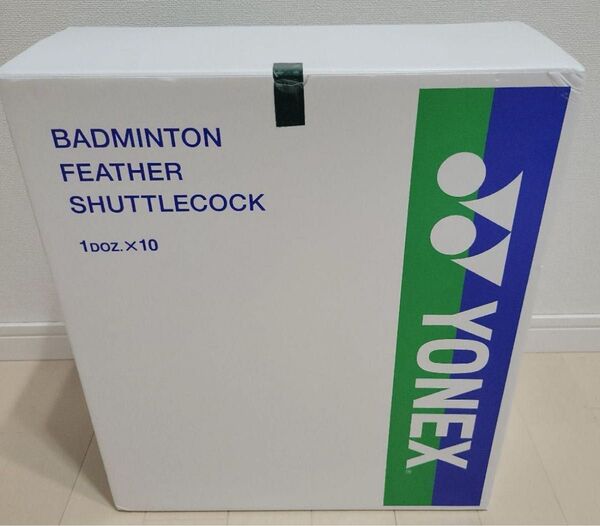 BADMINTON
FEATHER
SHUTTLECOCK
1DOZ.×10
YONEX®